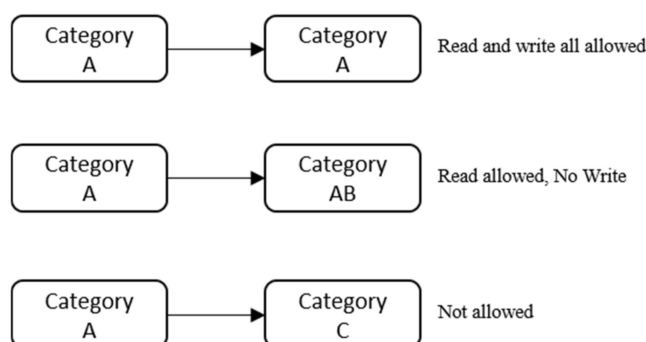 Category
A
Category
A
Read and write all allowed
Category
A
Category
AB
Read allowed, No Write
Category
A
Category
C
Not allowed